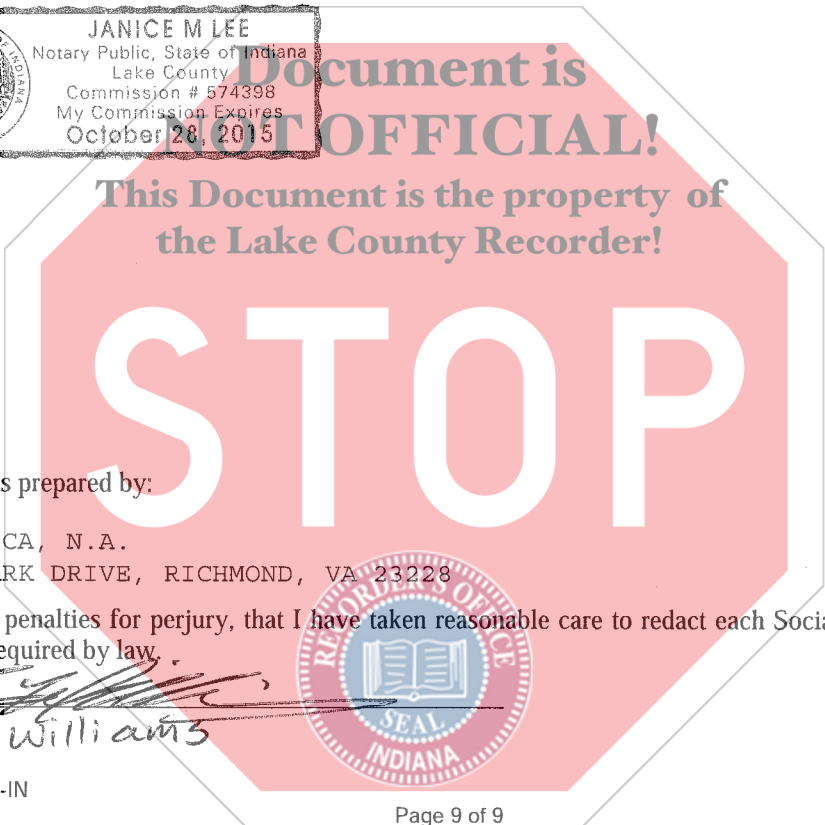 JANICE M LEE
Notary Public, State of Indiana
Lake County
Commission # 574398
My Commission Expires
October 28, 2015
OF INDIANA
Document is
NOT OFFICIAL!
This Document is the property of
the Lake County Recorder!
STOP
s prepared by:
CA, N.A.
RK DRIVE, RICHMOND, VA 23228
penalties for perjury, that I have taken reasonable care to redact each Socia
equired by law.
Williams
RECORDER'S OFFICE
SEAL
INDIANA
-IN
Page 9 of 9